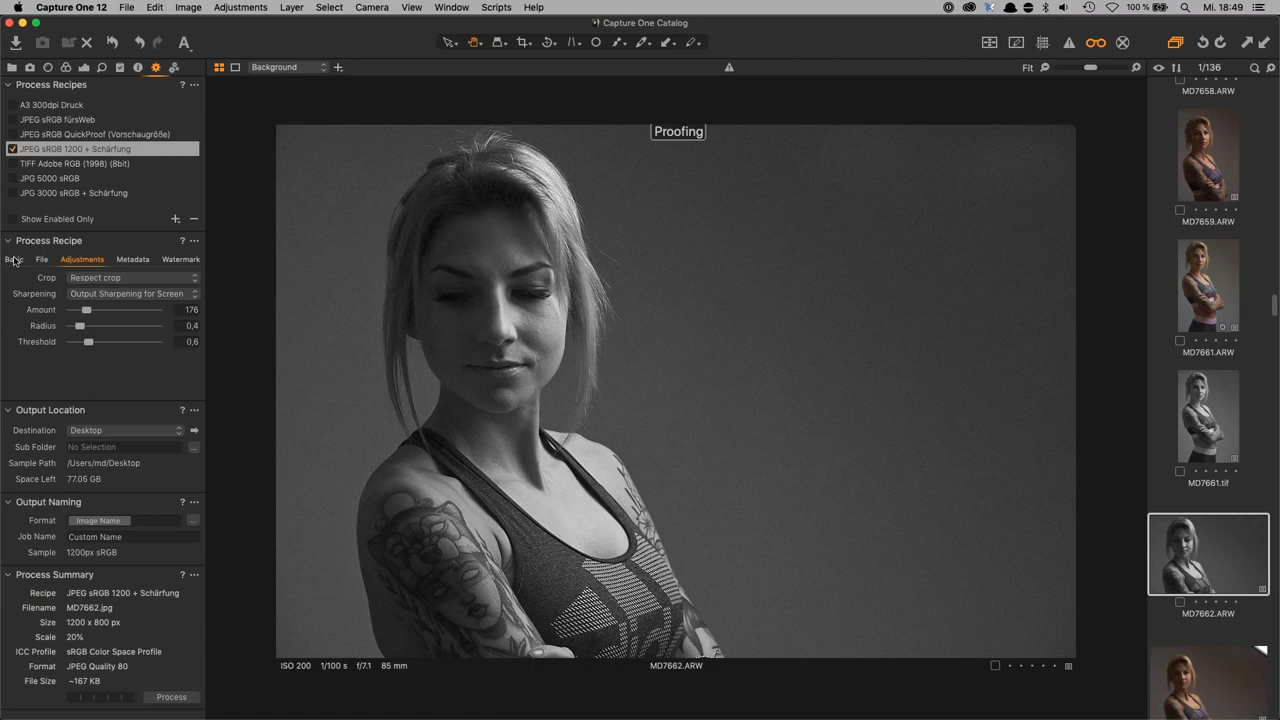 Capture One 12 File Edit Image Adjustments Layer Select Camera View Window Scripts Help 100 % Mi. 18:49
Capture One Catalog
A
Background Fit 1/136
Process Recipes ? ...
A3 300dpi Druck
JPEG sRGB fürsWeb
JPEG sRGB QuickProof (Vorschaugröße)
JPEG sRGB 1200 + Schärfung
TIFF Adobe RGB (1998) (8bit)
JPG 5000 sRGB
JPG 3000 sRGB + Schärfung
Show Enabled Only + −
Process Recipe ? ...
Basic File Adjustments Metadata Watermark
Crop Respect crop
Sharpening Output Sharpening for Screen
Amount 176
Radius 0,4
Threshold 0,6
Output Location ? ...
Destination Desktop
Sub Folder No Selection ...
Sample Path /Users/md/Desktop
Space Left 77.05 GB
Output Naming ? ...
Format Image Name ...
Job Name Custom Name
Sample 1200px sRGB
Process Summary ? ...
Recipe JPEG sRGB 1200 + Schärfung
Filename MD7662.jpg
Size 1200 x 800 px
Scale 20%
ICC Profile sRGB Color Space Profile
Format JPEG Quality 80
File Size ~167 KB
Process
Proofing
ISO 200 1/100 s f/7.1 85 mm MD7662.ARW
MD7658.ARW
MD7659.ARW
MD7661.ARW
MD7661.tif
MD7662.ARW